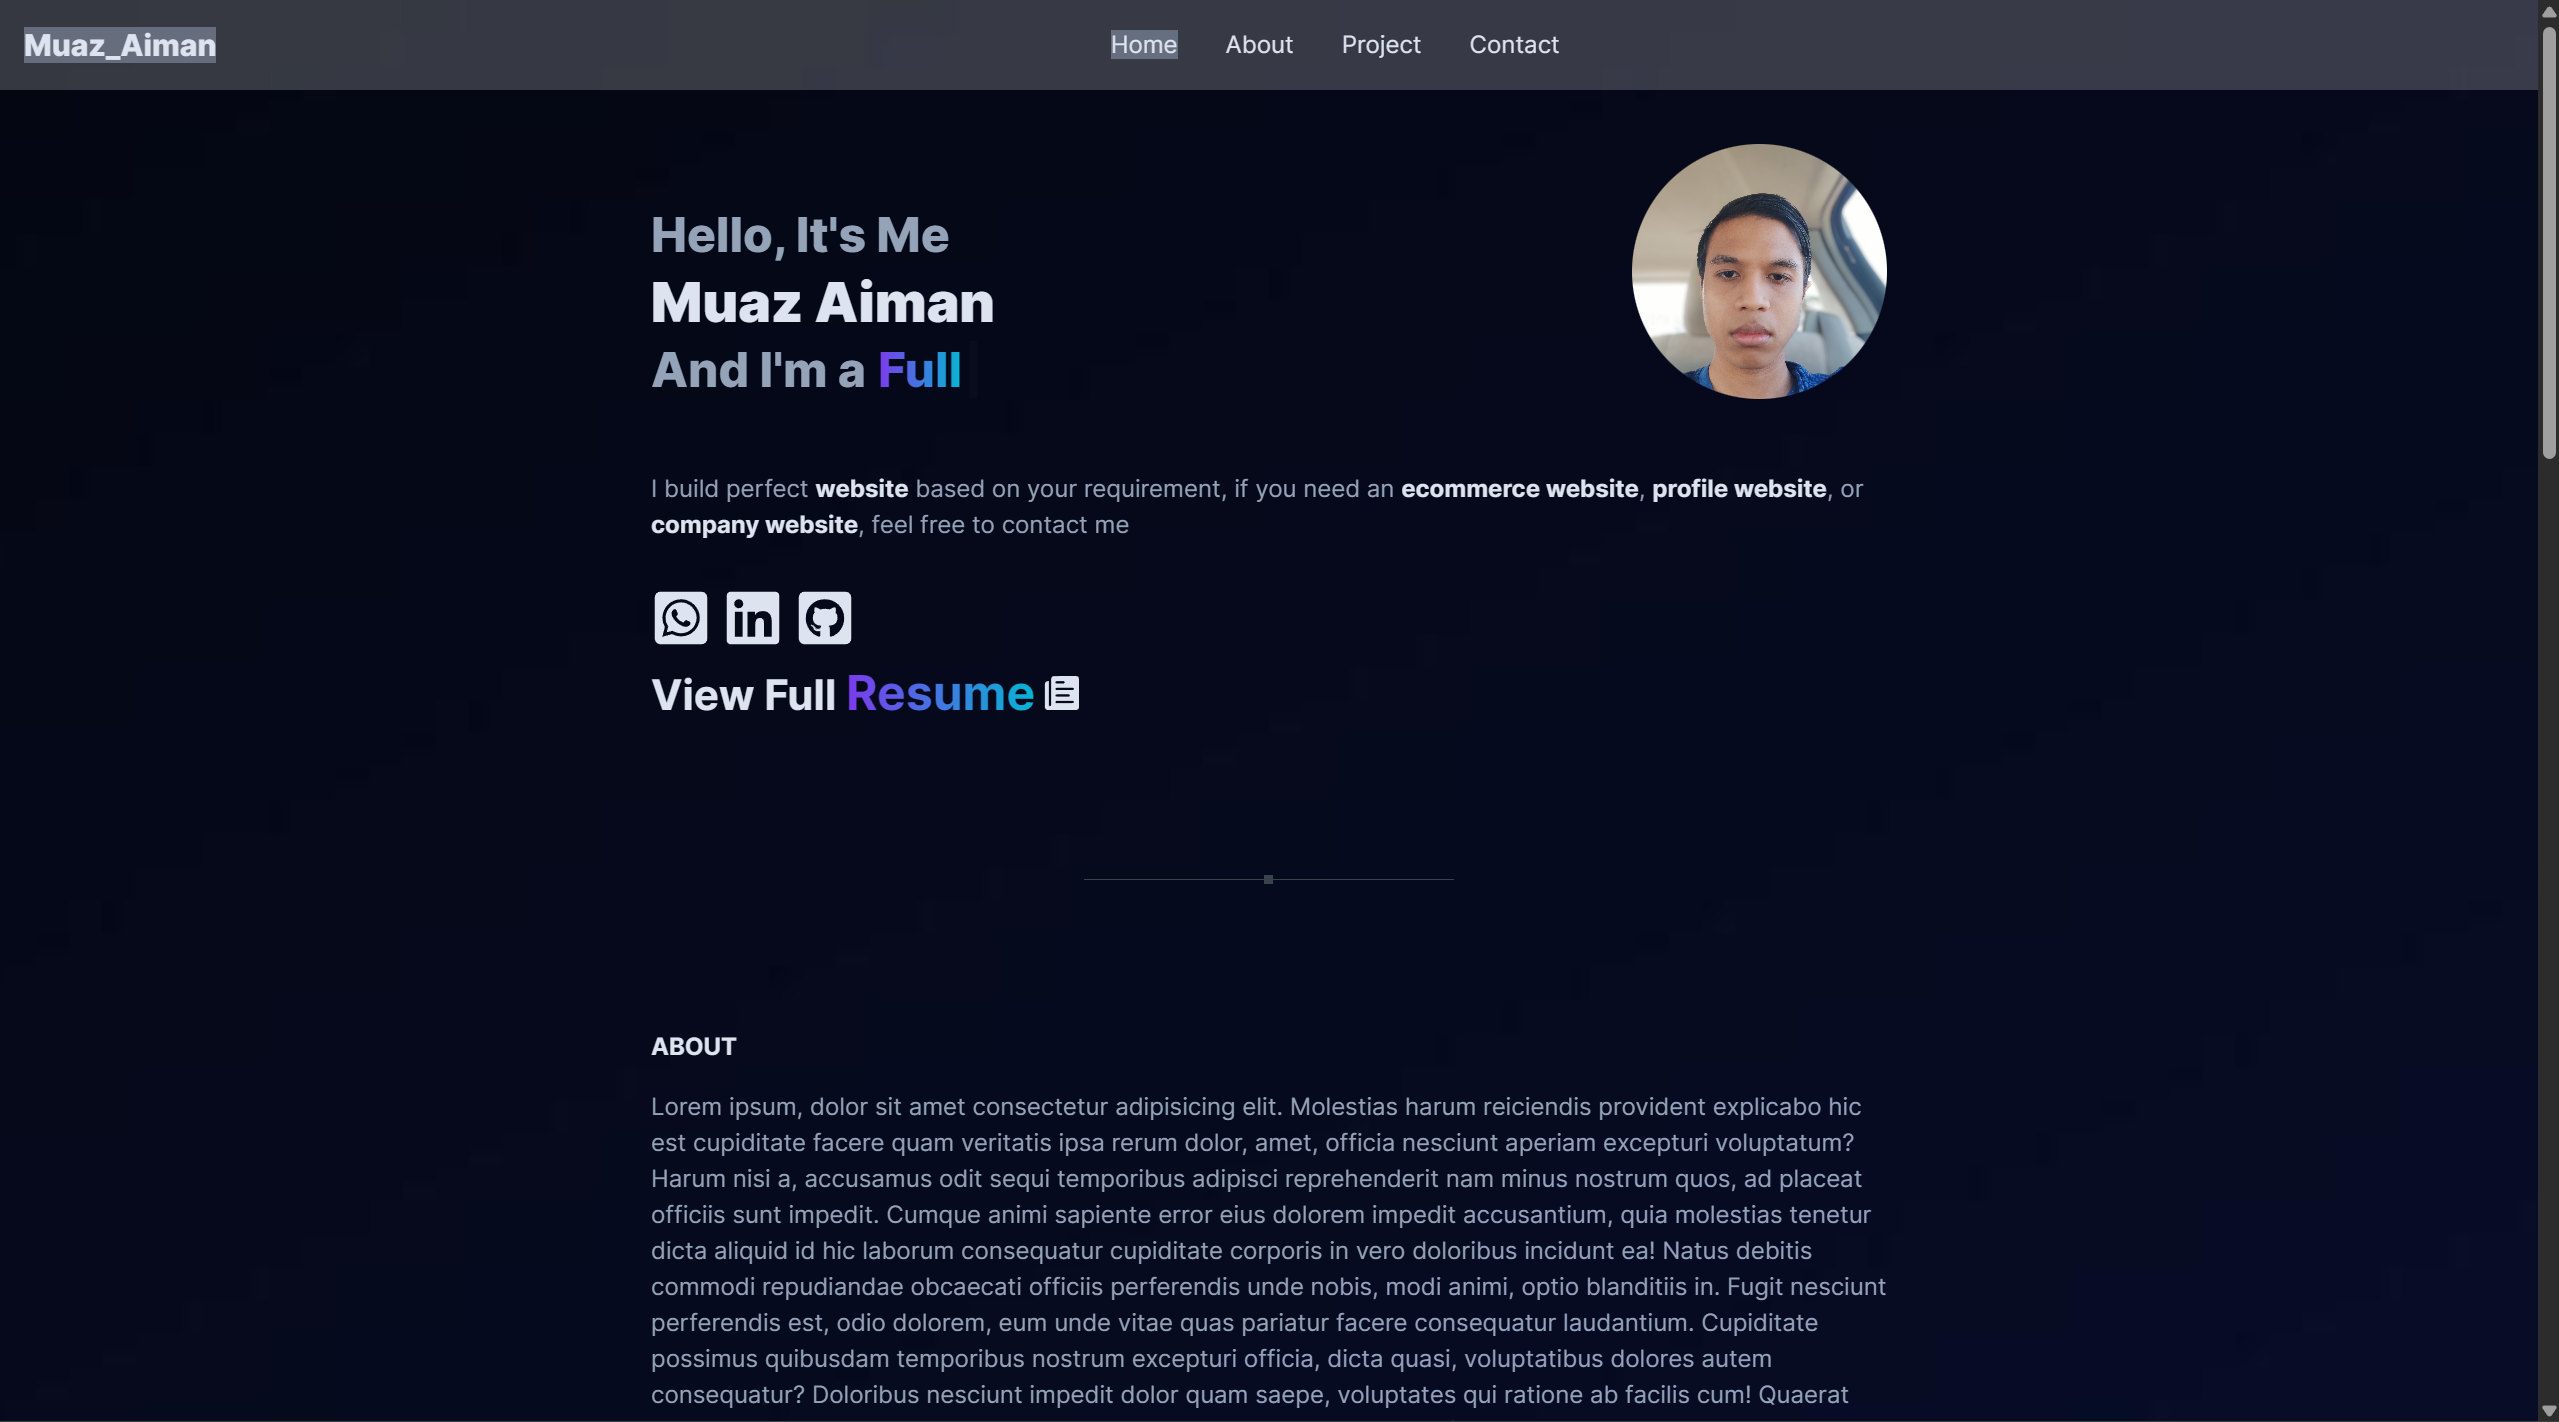 Muaz_Aiman
Home About Project Contact
Hello, It's Me
Muaz Aiman
And I'm a Full
I build perfect website based on your requirement, if you need an ecommerce website, profile website, or
company website, feel free to contact me
in
View Full Resume
ABOUT
Lorem ipsum, dolor sit amet consectetur adipisicing elit. Molestias harum reiciendis provident explicabo hic
est cupiditate facere quam veritatis ipsa rerum dolor, amet, officia nesciunt aperiam excepturi voluptatum?
Harum nisi a, accusamus odit sequi temporibus adipisci reprehenderit nam minus nostrum quos, ad placeat
officiis sunt impedit. Cumque animi sapiente error eius dolorem impedit accusantium, quia molestias tenetur
dicta aliquid id hic laborum consequatur cupiditate corporis in vero doloribus incidunt ea! Natus debitis
commodi repudiandae obcaecati officiis perferendis unde nobis, modi animi, optio blanditiis in. Fugit nesciunt
perferendis est, odio dolorem, eum unde vitae quas pariatur facere consequatur laudantium. Cupiditate
possimus quibusdam temporibus nostrum excepturi officia, dicta quasi, voluptatibus dolores autem
consequatur? Doloribus nesciunt impedit dolor quam saepe, voluptates qui ratione ab facilis cum! Quaerat